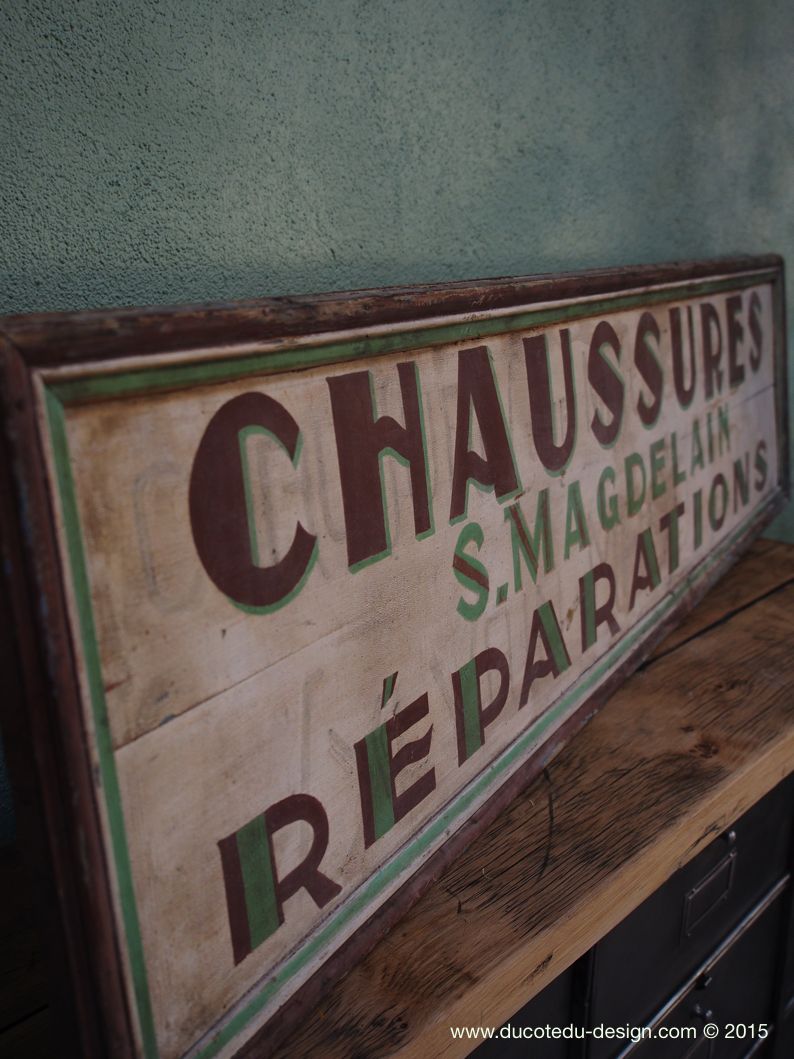 CHAUSSURES
S. MAGDELAIN
RÉPARATIONS
www.ducotedu-design.com © 2015